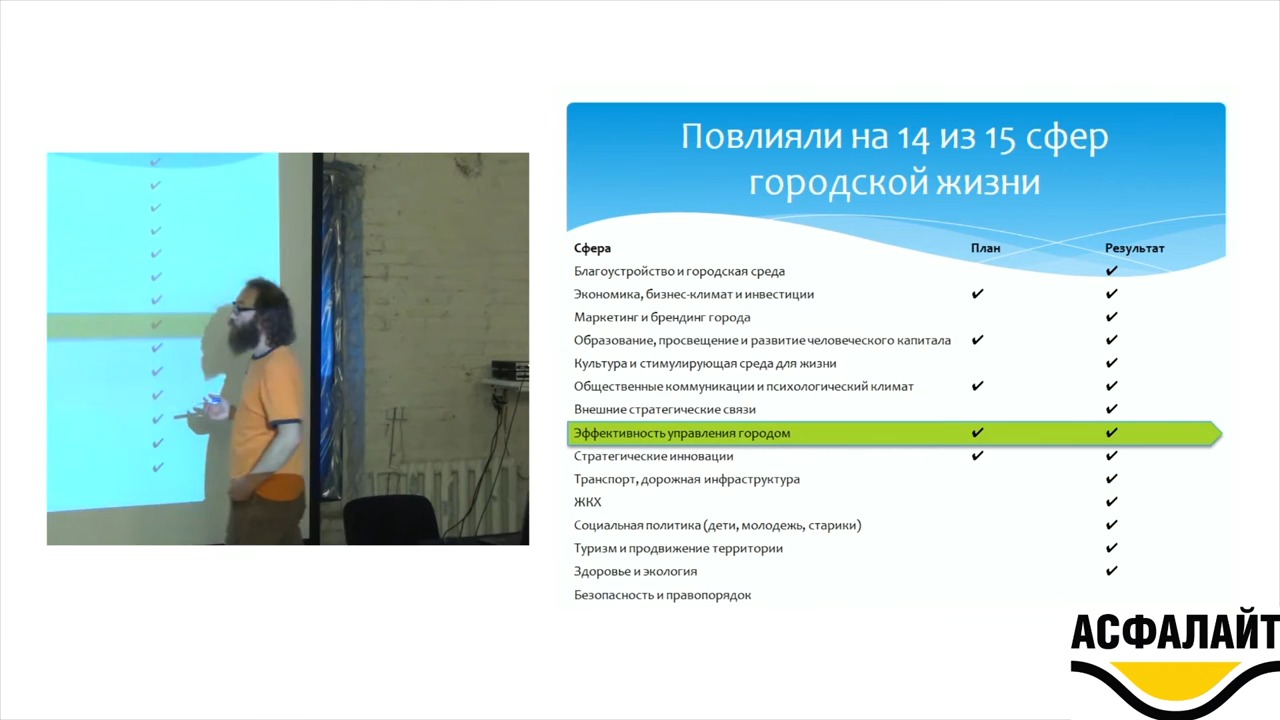 Повлияли на 14 из 15 сфер
городской жизни
Сфера План Результат
Благоустройство и городская среда ✔
Экономика, бизнес-климат и инвестиции ✔ ✔
Маркетинг и брендинг города ✔
Образование, просвещение и развитие человеческого капитала ✔ ✔
Культура и стимулирующая среда для жизни ✔
Общественные коммуникации и психологический климат ✔ ✔
Внешние стратегические связи ✔
Эффективность управления городом ✔ ✔
Стратегические инновации ✔ ✔
Транспорт, дорожная инфраструктура ✔
ЖКХ ✔
Социальная политика (дети, молодежь, старики) ✔
Туризм и продвижение территории ✔
Здоровье и экология ✔
Безопасность и правопорядок
АСФАЛАЙТ